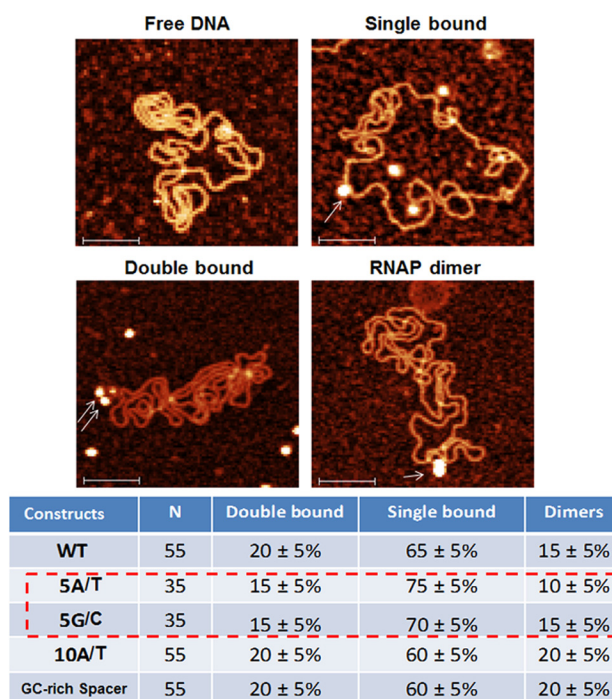 Free DNA Single bound
Double bound RNAP dimer
Constructs N Double bound Single bound Dimers
WT 55 20 ± 5% 65 ± 5% 15 ± 5%
5A/T 35 15 ± 5% 75 ± 5% 10 ± 5%
5G/C 35 15 ± 5% 70 ± 5% 15 ± 5%
10A/T 55 20 ± 5% 60 ± 5% 20 ± 5%
GC-rich Spacer 55 20 ± 5% 60 ± 5% 20 ± 5%